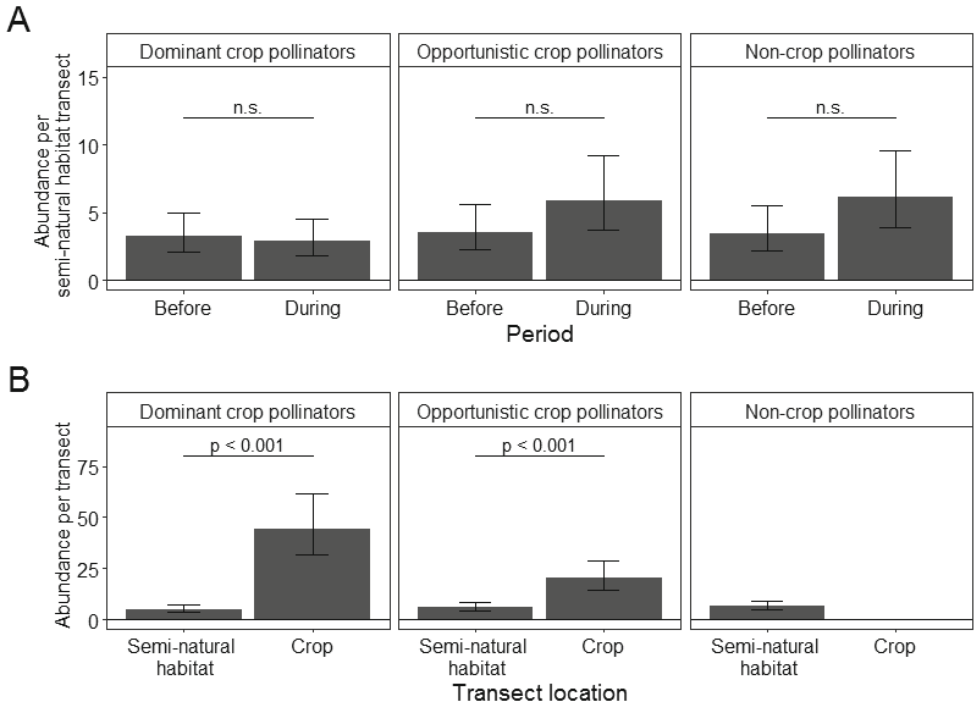 A
Dominant crop pollinators
Opportunistic crop pollinators
Non-crop pollinators
Abundance per
semi-natural habitat transect
15
10
5
0
n.s.
n.s.
n.s.
Before
During
Before
During
Before
During
Period
B
Dominant crop pollinators
Opportunistic crop pollinators
Non-crop pollinators
Abundance per transect
75
50
25
0
p < 0.001
p < 0.001
Semi-natural
habitat
Crop
Semi-natural
habitat
Crop
Semi-natural
habitat
Crop
Transect location